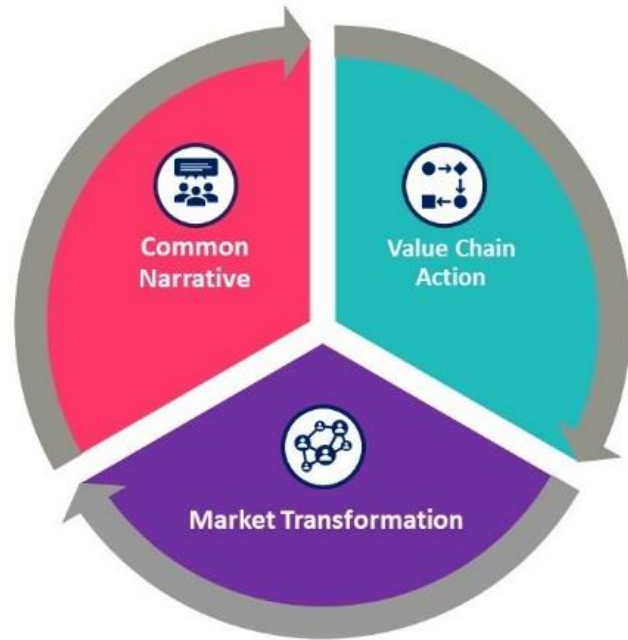 Common
Narrative
Value Chain
Action
Market Transformation